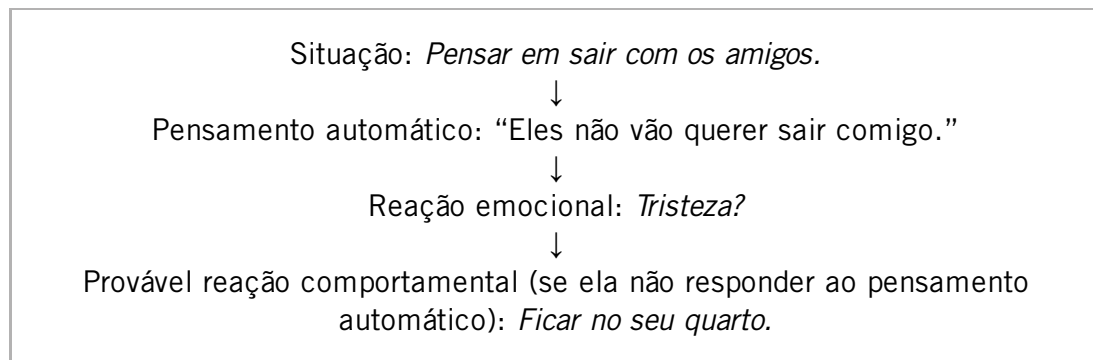 Situação: Pensar em sair com os amigos.
↓
Pensamento automático: “Eles não vão querer sair comigo.”
↓
Reação emocional: Tristeza?
↓
Provável reação comportamental (se ela não responder ao pensamento
automático): Ficar no seu quarto.